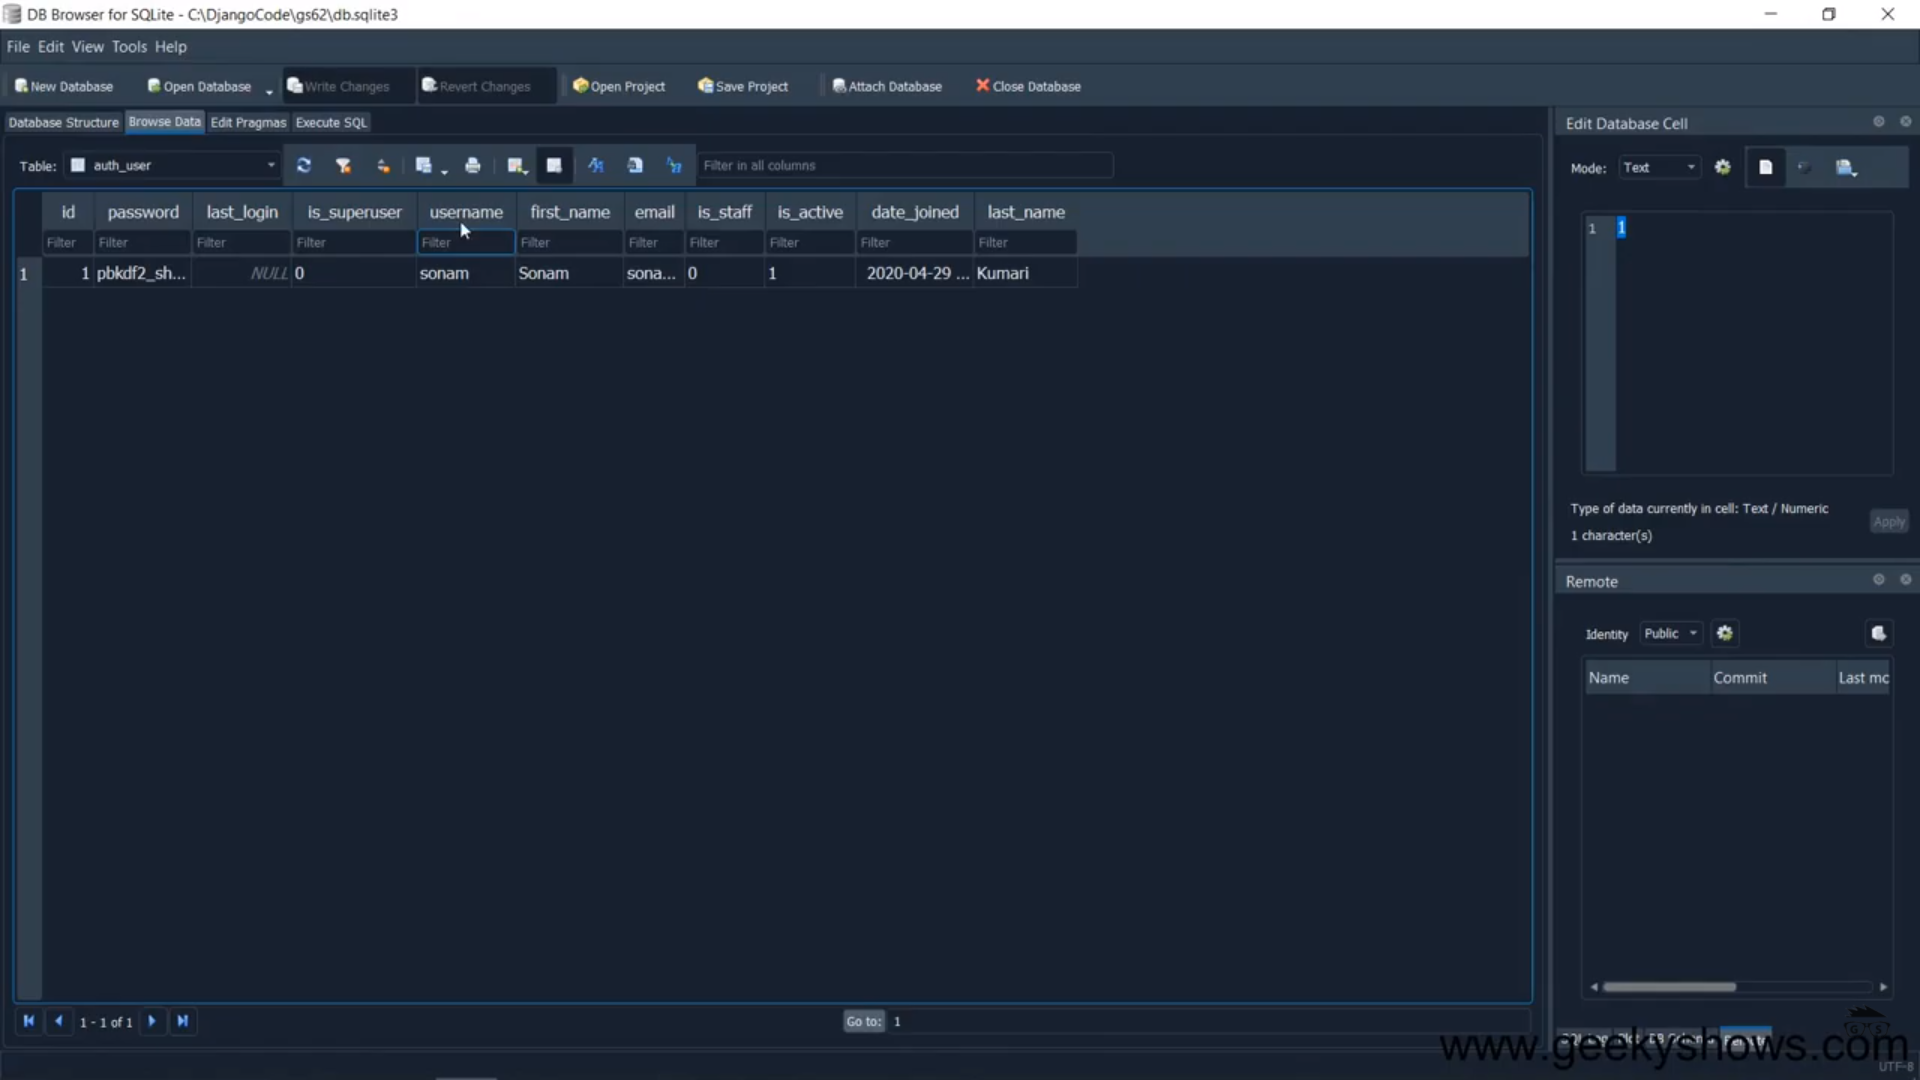 DB Browser for SQLite - C:\DjangoCode\gs62\db.sqlite3
File Edit View Tools Help
New Database Open Database Write Changes Revert Changes Open Project Save Project Attach Database Close Database
Database Structure Browse Data Edit Pragmas Execute SQL
Table: auth_user Filter in all columns
id password last_login is_superuser username first_name email is_staff is_active date_joined last_name
Filter Filter Filter Filter Filter Filter Filter Filter Filter Filter Filter
1 1 pbkdf2_sh... NULL 0 sonam Sonam sona... 0 1 2020-04-29 ... Kumari
1 - 1 of 1 Go to: 1
Edit Database Cell
Mode: Text
1 1
Type of data currently in cell: Text / Numeric
1 character(s) Apply
Remote
Identity Public
Name Commit Last mo
www.geekyshows.com
UTF-8